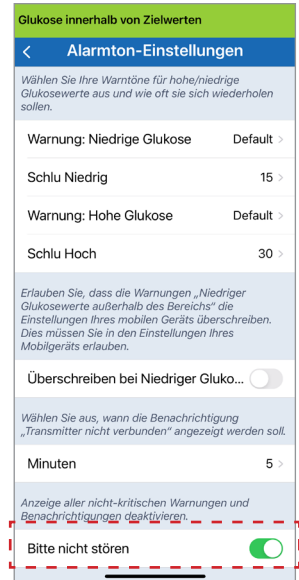 Glukose innerhalb von Zielwerten
< Alarmton-Einstellungen
Wählen Sie Ihre Warntöne für hohe/niedrige
Glukosewerte aus und wie oft sie sich wiederholen
sollen.
Warnung: Niedrige Glukose Default >
Schlu Niedrig 15 >
Warnung: Hohe Glukose Default >
Schlu Hoch 30 >
Erlauben Sie, dass die Warnungen „Niedriger
Glukosewerte außerhalb des Bereichs“ die
Einstellungen Ihres mobilen Geräts überschreiben.
Dies müssen Sie in den Einstellungen Ihres
Mobilgeräts erlauben.
Überschreiben bei Niedriger Gluko...
Wählen Sie aus, wann die Benachrichtigung
„Transmitter nicht verbunden“ angezeigt werden soll.
Minuten 5 >
Anzeige aller nicht-kritischen Warnungen und
Benachrichtigungen deaktivieren.
Bitte nicht stören